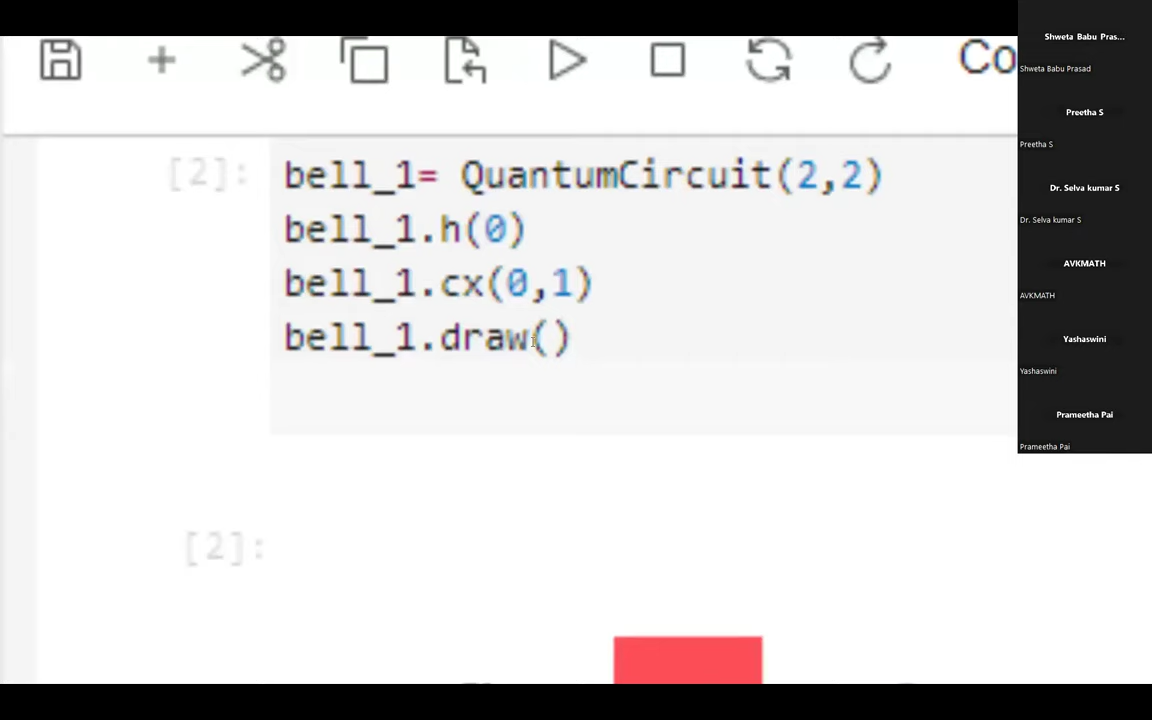 Co
[2]:
bell_1= QuantumCircuit(2,2)
bell_1.h(0)
bell_1.cx(0,1)
bell_1.draw()
[2]:
Shweta Babu Pras...
Shweta Babu Prasad
Preetha S
Preetha S
Dr. Selva kumar S
Dr. Selva kumar S
AVKMATH
AVKMATH
Yashaswini
Yashaswini
Prameetha Pai
Prameetha Pai